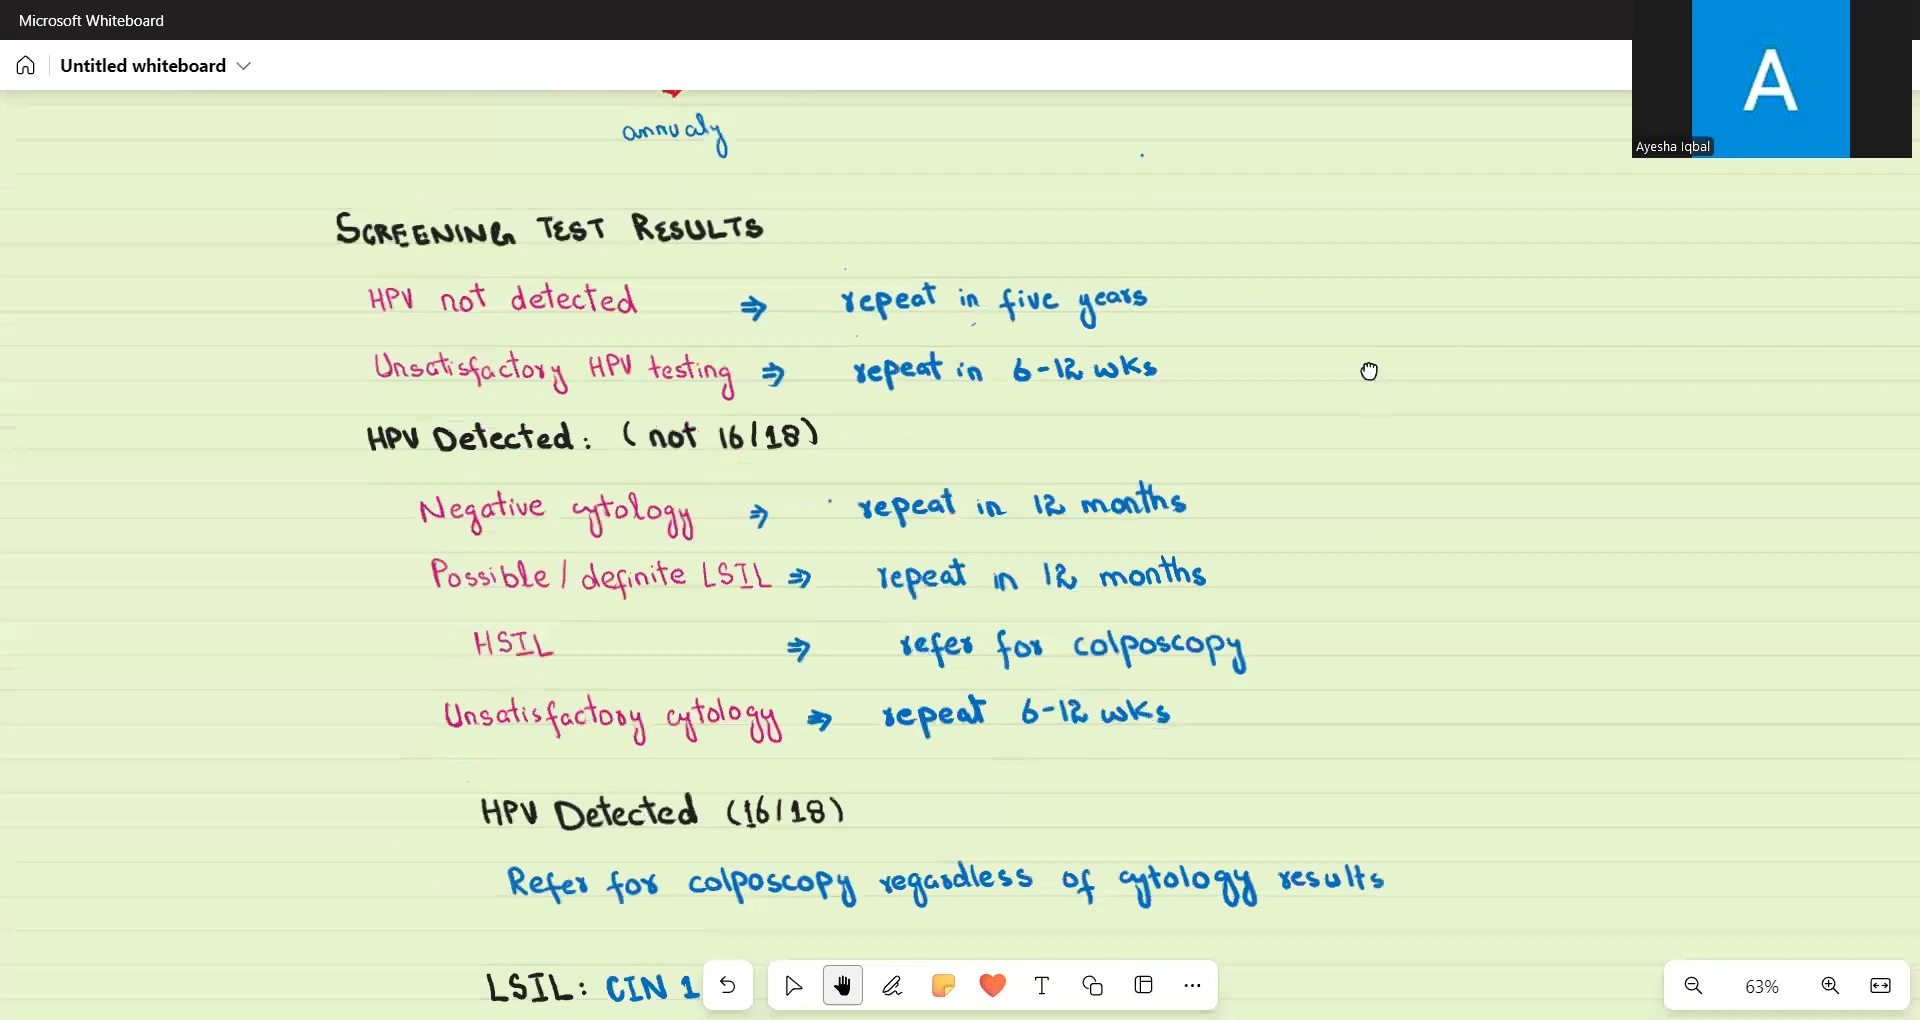 Microsoft Whiteboard
Untitled whiteboard
A
Ayesha Iqbal
annualy
SCREENING TEST RESULTS
HPV not detected ⇒ repeat in five years
Unsatisfactory HPV testing ⇒ repeat in 6-12 wks
HPV Detected: (not 16/18)
Negative cytology ⇒ repeat in 12 months
Possible/definite LSIL ⇒ repeat in 12 months
HSIL ⇒ refer for colposcopy
Unsatisfactory cytology ⇒ repeat 6-12 wks
HPV Detected (16/18)
Refer for colposcopy regardless of cytology results
LSIL: CIN 1
63%